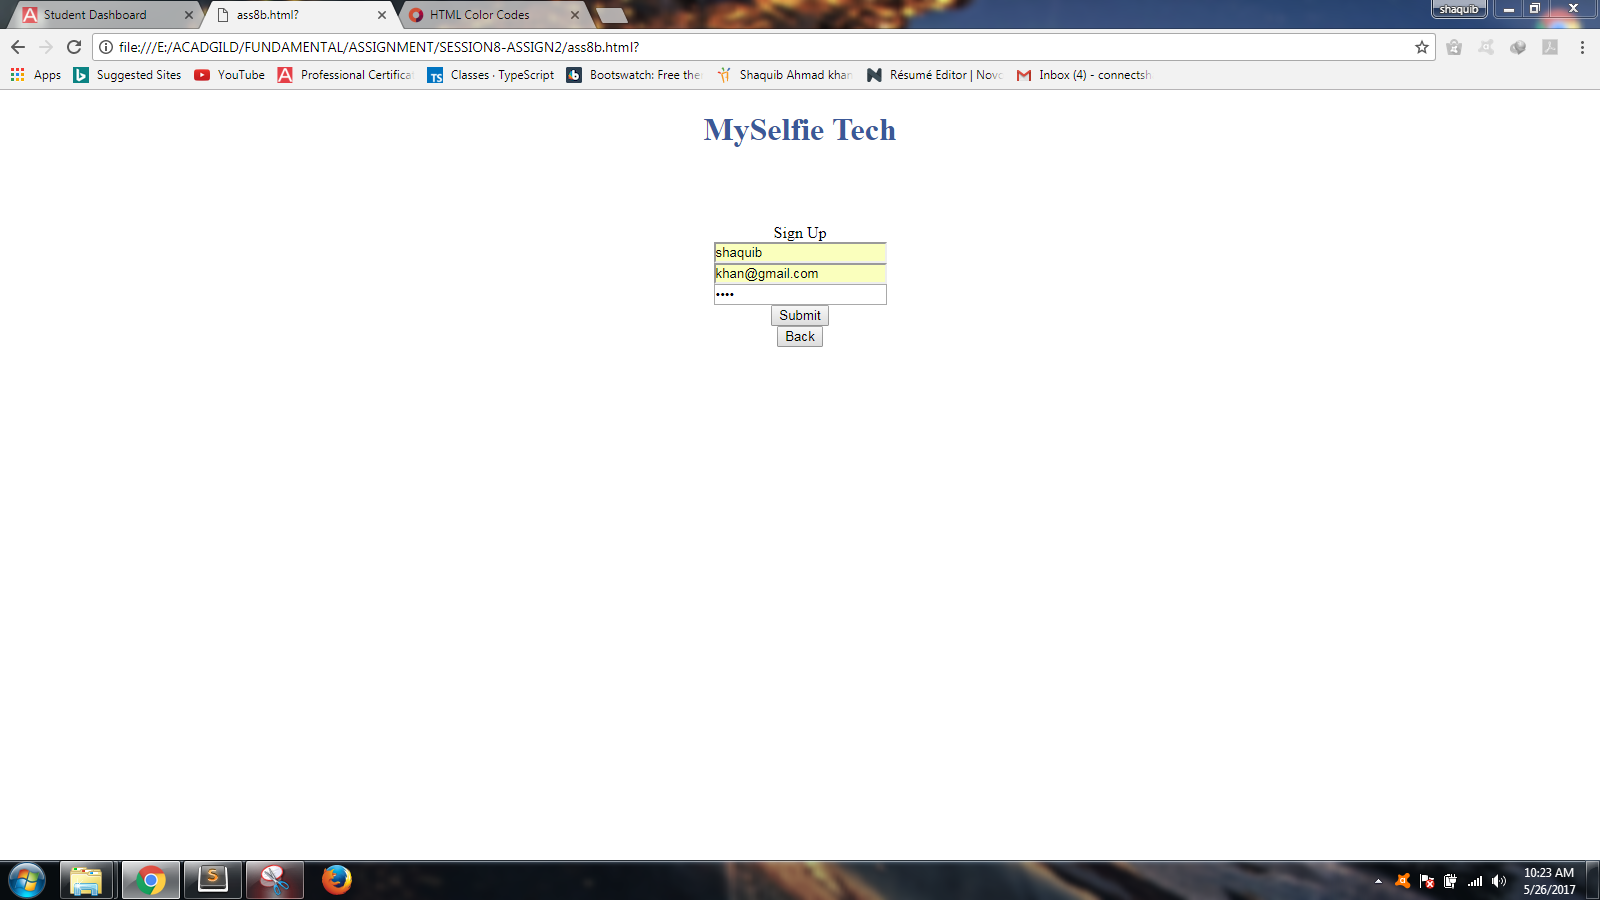 Student Dashboard
ass8b.html?
HTML Color Codes
shaquib
file:///E:/ACADGILD/FUNDAMENTAL/ASSIGNMENT/SESSION8-ASSIGN2/ass8b.html?
Apps
Suggested Sites
YouTube
Professional Certifica
Classes · TypeScript
Bootswatch: Free the
Shaquib Ahmad khan
Résumé Editor | Novo
Inbox (4) - connectsh
MySelfie Tech
Sign Up
shaquib
khan@gmail.com
••••
Submit
Back
10:23 AM
5/26/2017